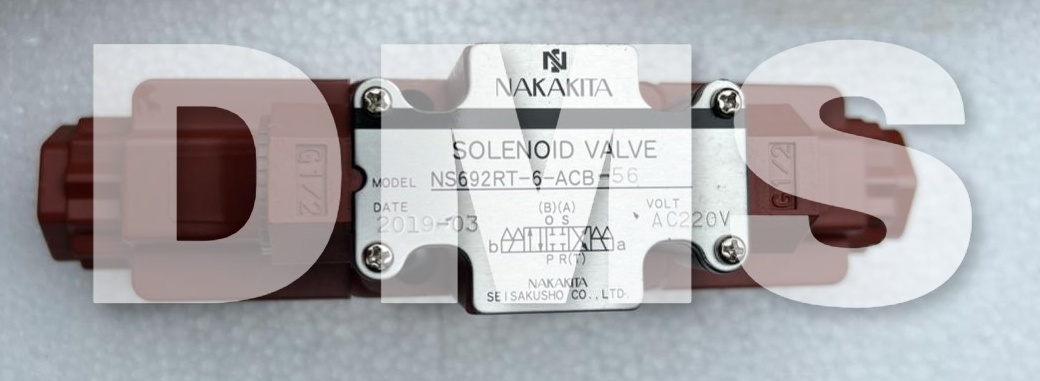 DMS
N
NAKAKITA
SOLENOID VALVE
MODEL NS692RT-6-ACB-56
DATE
2019-03
VOLT
AC220V
(B)(A)
O S
b a
P R(T)
NAKAKITA
SEISAKUSHO CO.,LTD.
G1/2
G1/2